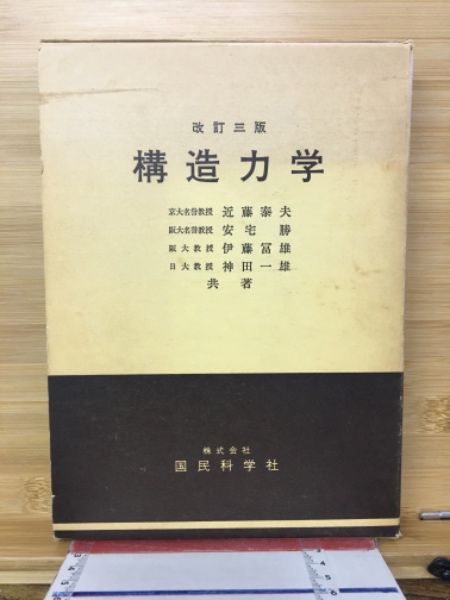 改訂三版
構造力学
京大名誉教授 近藤泰夫
阪大名誉教授 安宅勝
阪大教授 伊藤冨雄
日大教授 神田一雄
共著
株式会社
国民科学社